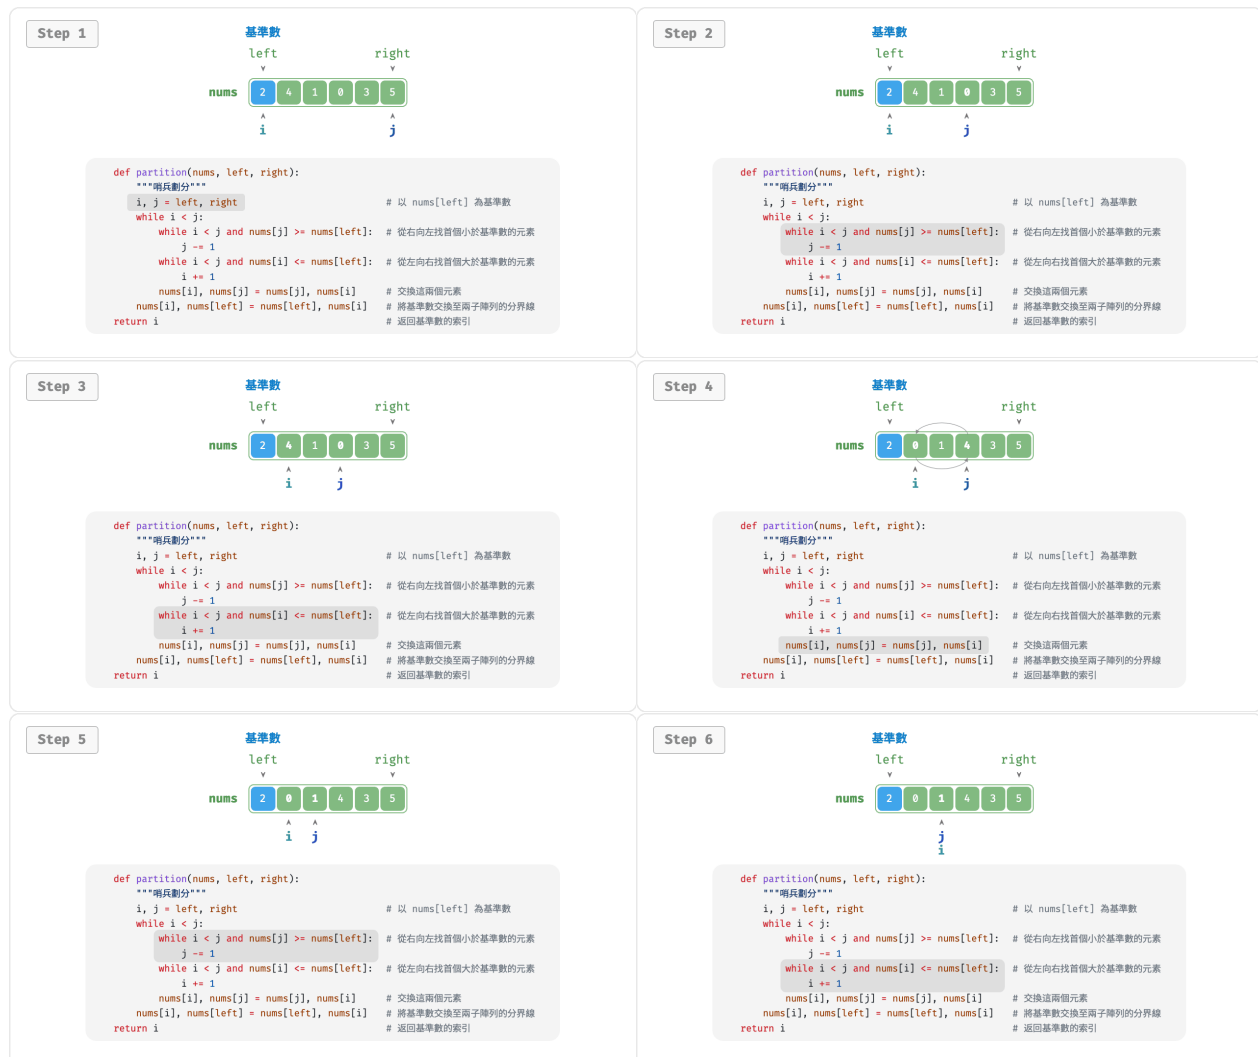 Step 1
基準數
left right
nums 2 4 1 0 3 5
i j
def partition(nums, left, right):
"""哨兵劃分"""
i, j = left, right # 以 nums[left] 為基準數
while i < j:
while i < j and nums[j] >= nums[left]: # 從右向左找首個小於基準數的元素
j -= 1
while i < j and nums[i] <= nums[left]: # 從左向右找首個大於基準數的元素
i += 1
nums[i], nums[j] = nums[j], nums[i] # 交換這兩個元素
nums[i], nums[left] = nums[left], nums[i] # 將基準數交換至兩子陣列的分界線
return i # 返回基準數的索引
Step 2
基準數
left right
nums 2 4 1 0 3 5
i j
def partition(nums, left, right):
"""哨兵劃分"""
i, j = left, right # 以 nums[left] 為基準數
while i < j:
while i < j and nums[j] >= nums[left]: # 從右向左找首個小於基準數的元素
j -= 1
while i < j and nums[i] <= nums[left]: # 從左向右找首個大於基準數的元素
i += 1
nums[i], nums[j] = nums[j], nums[i] # 交換這兩個元素
nums[i], nums[left] = nums[left], nums[i] # 將基準數交換至兩子陣列的分界線
return i # 返回基準數的索引
Step 3
基準數
left right
nums 2 4 1 0 3 5
i j
def partition(nums, left, right):
"""哨兵劃分"""
i, j = left, right # 以 nums[left] 為基準數
while i < j:
while i < j and nums[j] >= nums[left]: # 從右向左找首個小於基準數的元素
j -= 1
while i < j and nums[i] <= nums[left]: # 從左向右找首個大於基準數的元素
i += 1
nums[i], nums[j] = nums[j], nums[i] # 交換這兩個元素
nums[i], nums[left] = nums[left], nums[i] # 將基準數交換至兩子陣列的分界線
return i # 返回基準數的索引
Step 4
基準數
left right
nums 2 0 1 4 3 5
i j
def partition(nums, left, right):
"""哨兵劃分"""
i, j = left, right # 以 nums[left] 為基準數
while i < j:
while i < j and nums[j] >= nums[left]: # 從右向左找首個小於基準數的元素
j -= 1
while i < j and nums[i] <= nums[left]: # 從左向右找首個大於基準數的元素
i += 1
nums[i], nums[j] = nums[j], nums[i] # 交換這兩個元素
nums[i], nums[left] = nums[left], nums[i] # 將基準數交換至兩子陣列的分界線
return i # 返回基準數的索引
Step 5
基準數
left right
nums 2 0 1 4 3 5
i j
def partition(nums, left, right):
"""哨兵劃分"""
i, j = left, right # 以 nums[left] 為基準數
while i < j:
while i < j and nums[j] >= nums[left]: # 從右向左找首個小於基準數的元素
j -= 1
while i < j and nums[i] <= nums[left]: # 從左向右找首個大於基準數的元素
i += 1
nums[i], nums[j] = nums[j], nums[i] # 交換這兩個元素
nums[i], nums[left] = nums[left], nums[i] # 將基準數交換至兩子陣列的分界線
return i # 返回基準數的索引
Step 6
基準數
left right
nums 2 0 1 4 3 5
j
i
def partition(nums, left, right):
"""哨兵劃分"""
i, j = left, right # 以 nums[left] 為基準數
while i < j:
while i < j and nums[j] >= nums[left]: # 從右向左找首個小於基準數的元素
j -= 1
while i < j and nums[i] <= nums[left]: # 從左向右找首個大於基準數的元素
i += 1
nums[i], nums[j] = nums[j], nums[i] # 交換這兩個元素
nums[i], nums[left] = nums[left], nums[i] # 將基準數交換至兩子陣列的分界線
return i # 返回基準數的索引